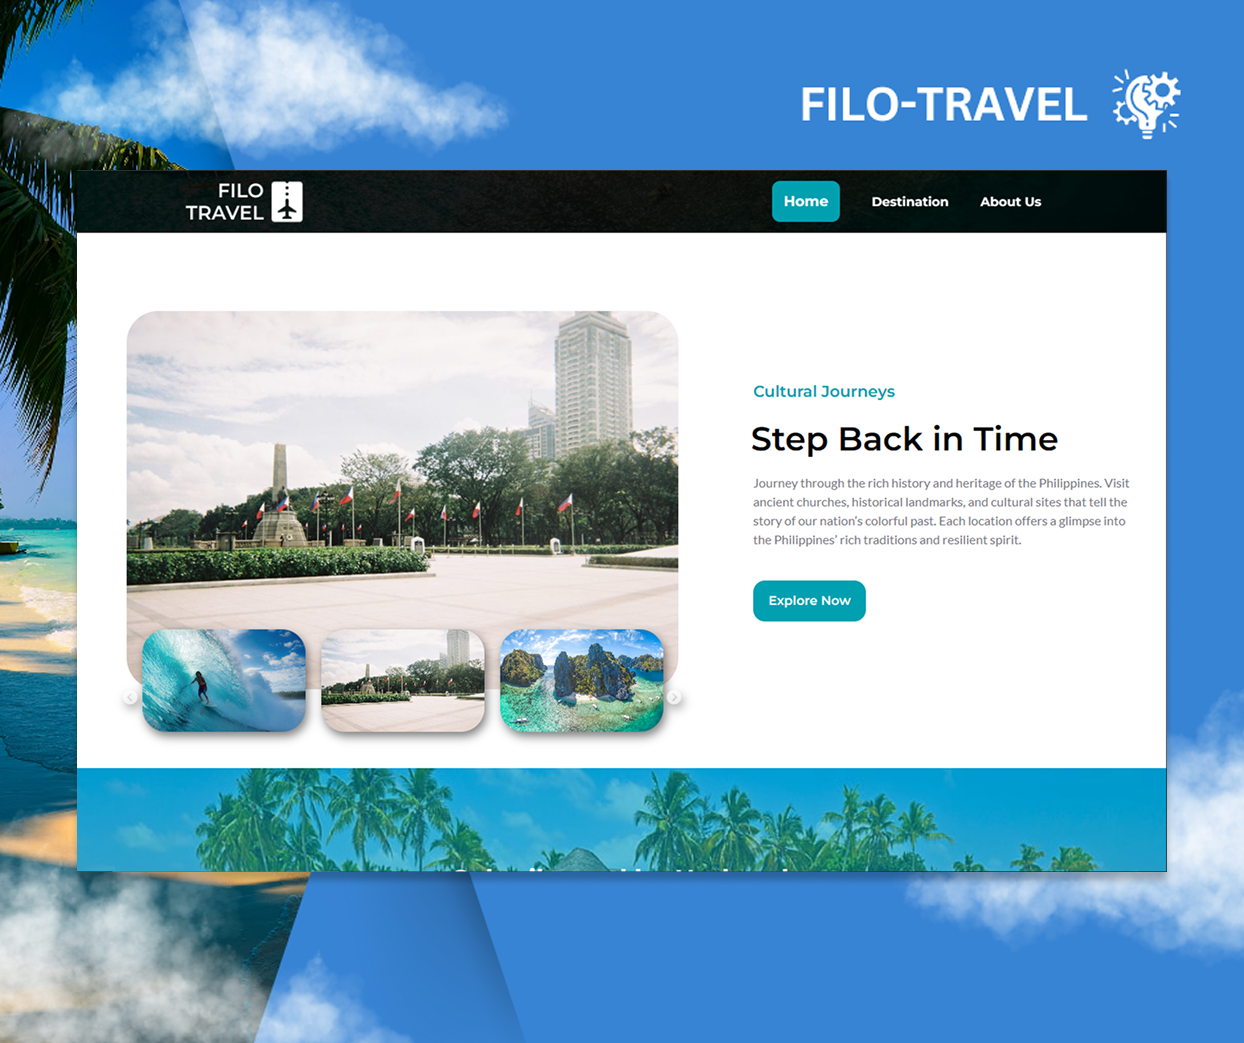 FILO-TRAVEL
FILO
TRAVEL
Home
Destination
About Us
Cultural Journeys
Step Back in Time
Journey through the rich history and heritage of the Philippines. Visit
ancient churches, historical landmarks, and cultural sites that tell the
story of our nation's colorful past. Each location offers a glimpse into
the Philippines' rich traditions and resilient spirit.
Explore Now